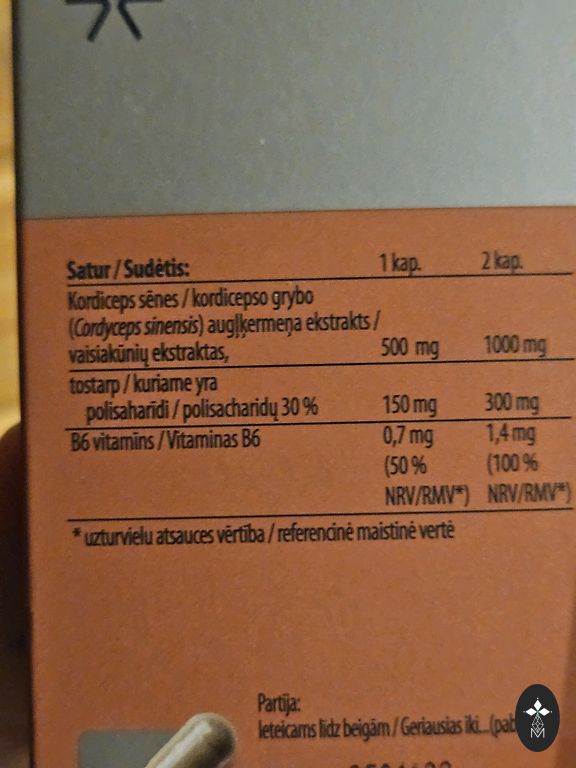 Satur / Sudėtis: 1 kap. 2 kap.
Kordiceps sēnes / kordicepso grybo
(Cordyceps sinensis) augļķermeņa ekstrakts /
vaisiakūnių ekstraktas, 500 mg 1000 mg
tostarp / kuriame yra
polisaharīdi / polisacharidų 30 % 150 mg 300 mg
B6 vitamīns / Vitaminas B6 0,7 mg 1,4 mg
(50 % (100 %
NRV/RMV*) NRV/RMV*)
* uzturvielu atsauces vērtība / referencinė maistinė vertė
Partija:
Ieteicams līdz beigām / Geriausias iki...(pab
M